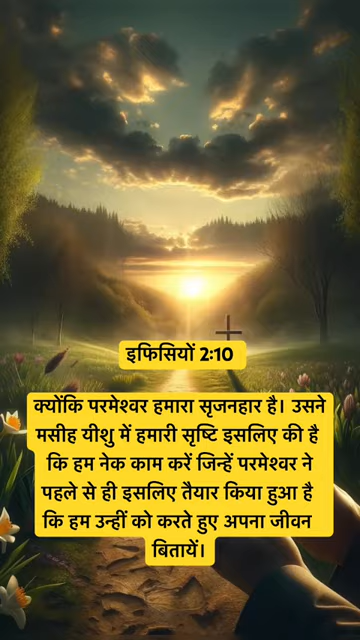 इफिसियों 2:10
क्योंकि परमेश्वर हमारा सृजनहार है। उसने
मसीह यीशु में हमारी सृष्टि इसलिए की है
कि हम नेक काम करें जिन्हें परमेश्वर ने
पहले से ही इसलिए तैयार किया हुआ है
कि हम उन्हीं को करते हुए अपना जीवन
बितायें।